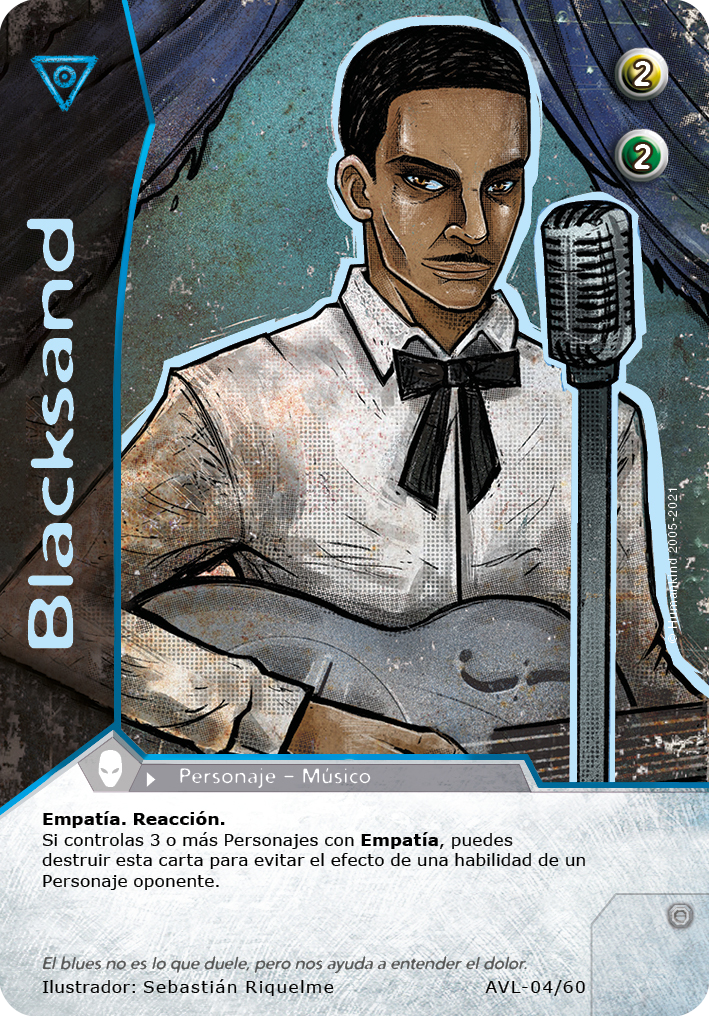 Blacksand
2
2
© Humankind 2005-2021
Personaje – Músico
Empatía. Reacción.
Si controlas 3 o más Personajes con Empatía, puedes
destruir esta carta para evitar el efecto de una habilidad de un
Personaje oponente.
El blues no es lo que duele, pero nos ayuda a entender el dolor.
Ilustrador: Sebastián Riquelme AVL-04/60